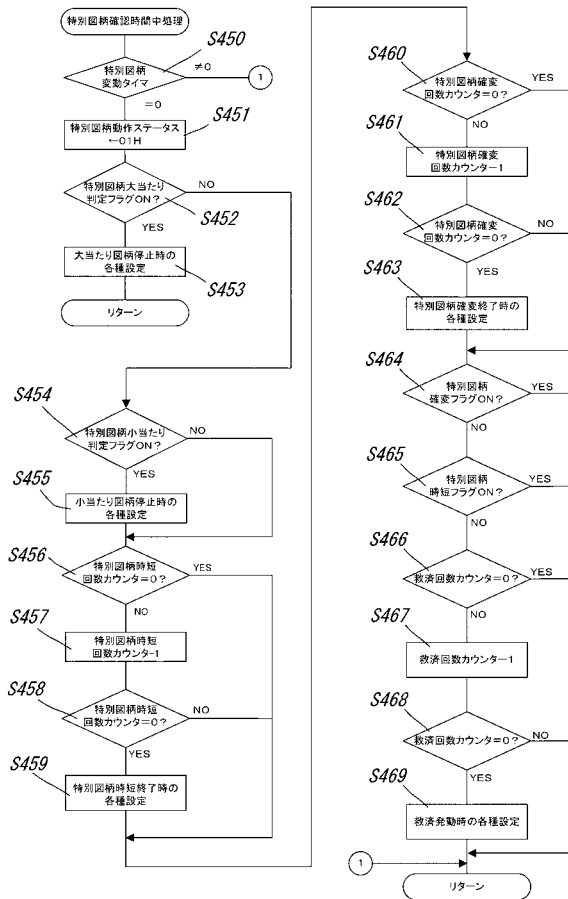 特別図柄確認時間中処理
S450
特別図柄
変動タイマ
≠0
1
=0
S451
特別図柄動作ステータス
←01H
特別図柄大当たり
判定フラグON?
NO
S452
YES
大当たり図柄停止時の
各種設定
S453
リターン
S454
特別図柄小当たり
判定フラグON?
NO
YES
S455
小当たり図柄停止時の
各種設定
S456
特別図柄時短
回数カウンタ=0?
YES
NO
S457
特別図柄時短
回数カウンタ-1
S458
特別図柄時短
回数カウンタ=0?
NO
YES
S459
特別図柄時短終了時の
各種設定
S460
特別図柄確変
回数カウンタ=0?
YES
NO
S461
特別図柄確変
回数カウンタ-1
S462
特別図柄確変
回数カウンタ=0?
NO
YES
S463
特別図柄確変終了時の
各種設定
S464
特別図柄
確変フラグON?
YES
NO
S465
特別図柄
時短フラグON?
YES
NO
S466
救済回数カウンタ=0?
YES
NO
S467
救済回数カウンタ-1
S468
救済回数カウンタ=0?
NO
YES
S469
救済発動時の各種設定
1
リターン